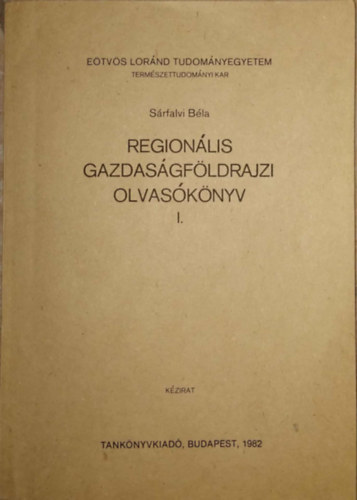 EÖTVÖS LORÁND TUDOMÁNYEGYETEM
TERMÉSZETTUDOMÁNYI KAR
Sárfalvi Béla
REGIONÁLIS
GAZDASÁGFÖLDRAJZI
OLVASÓKÖNYV
I.
KÉZIRAT
TANKÖNYVKIADÓ, BUDAPEST, 1982